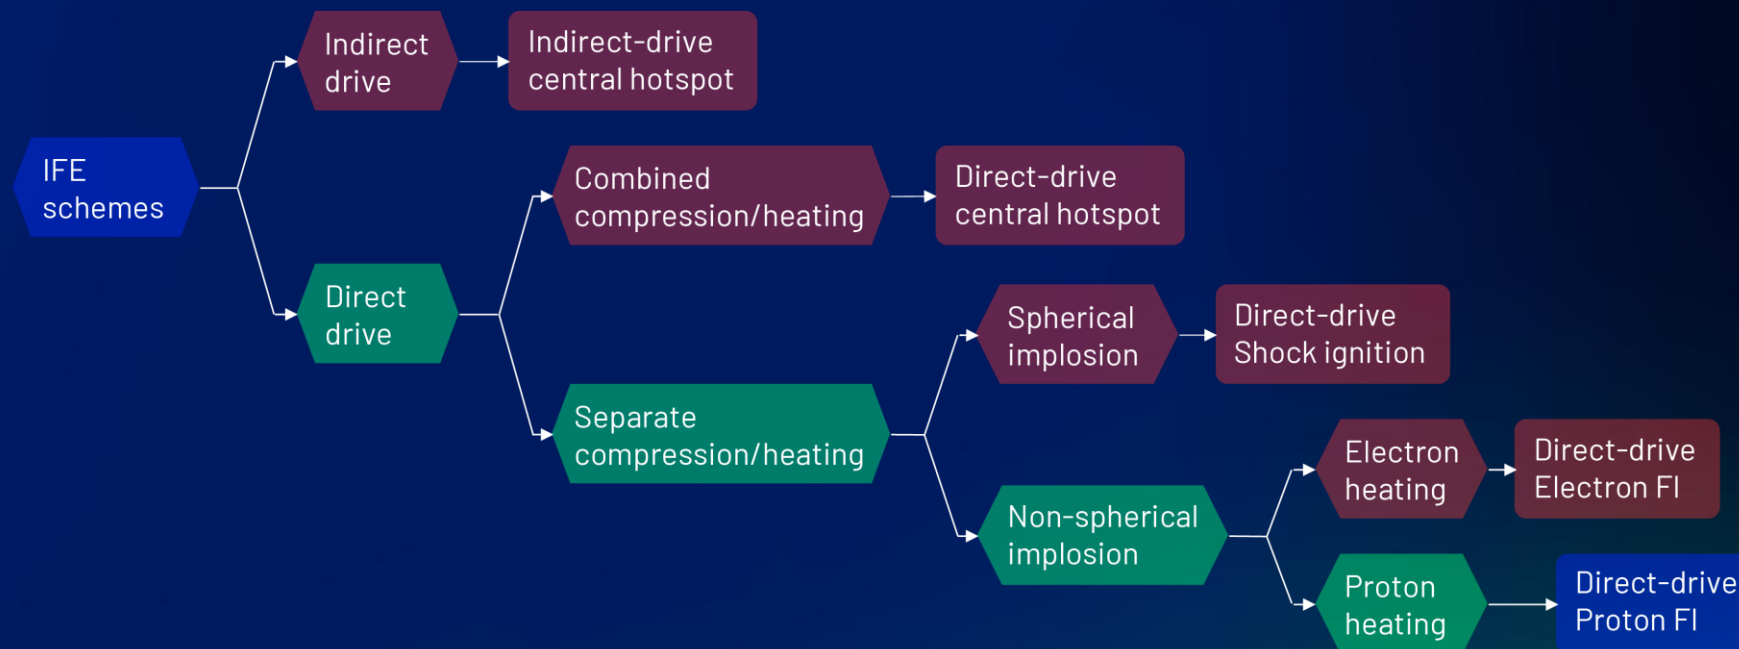 Indirect
drive
Indirect-drive
central hotspot
IFE
schemes
Combined
compression/heating
Direct-drive
central hotspot
Direct
drive
Spherical
implosion
Direct-drive
Shock ignition
Separate
compression/heating
Electron
heating
Direct-drive
Electron FI
Non-spherical
implosion
Proton
heating
Direct-drive
Proton FI